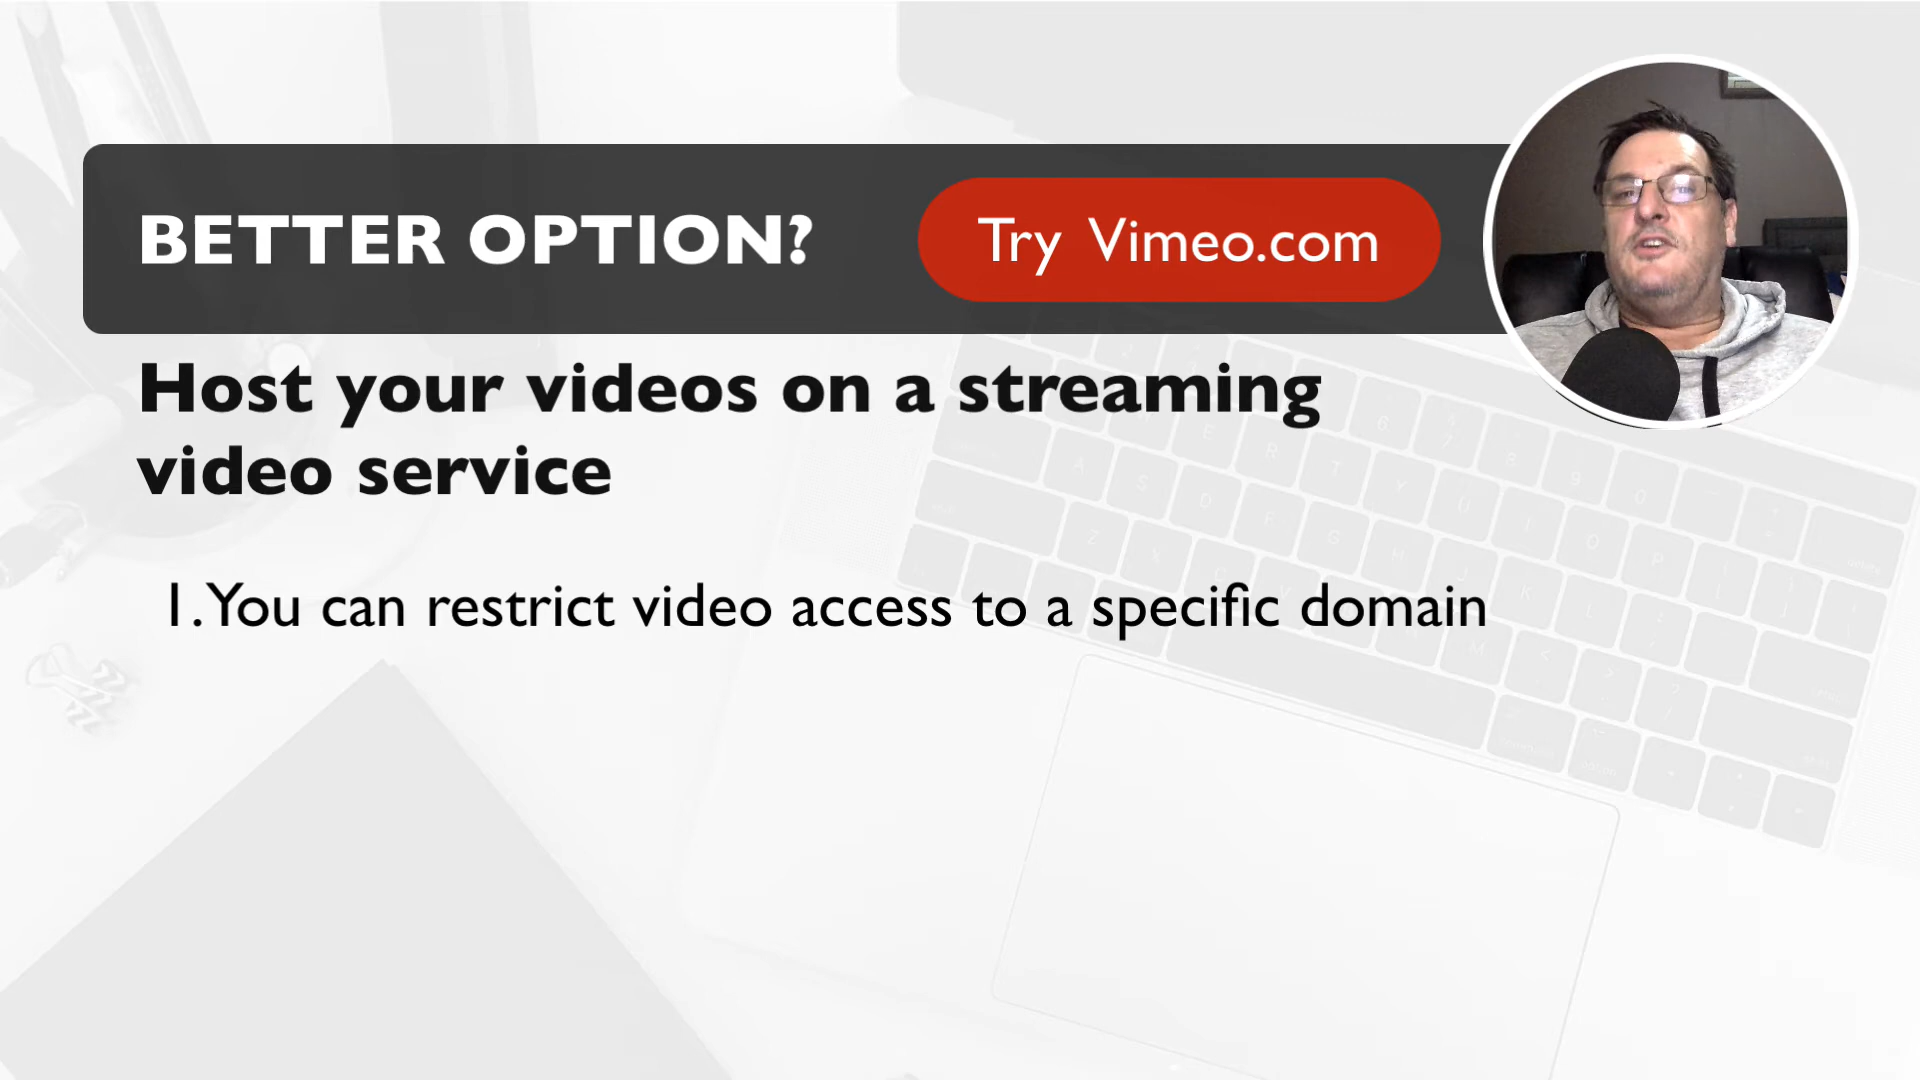 BETTER OPTION?
Try Vimeo.com
Host your videos on a streaming
video service
1. You can restrict video access to a specific domain